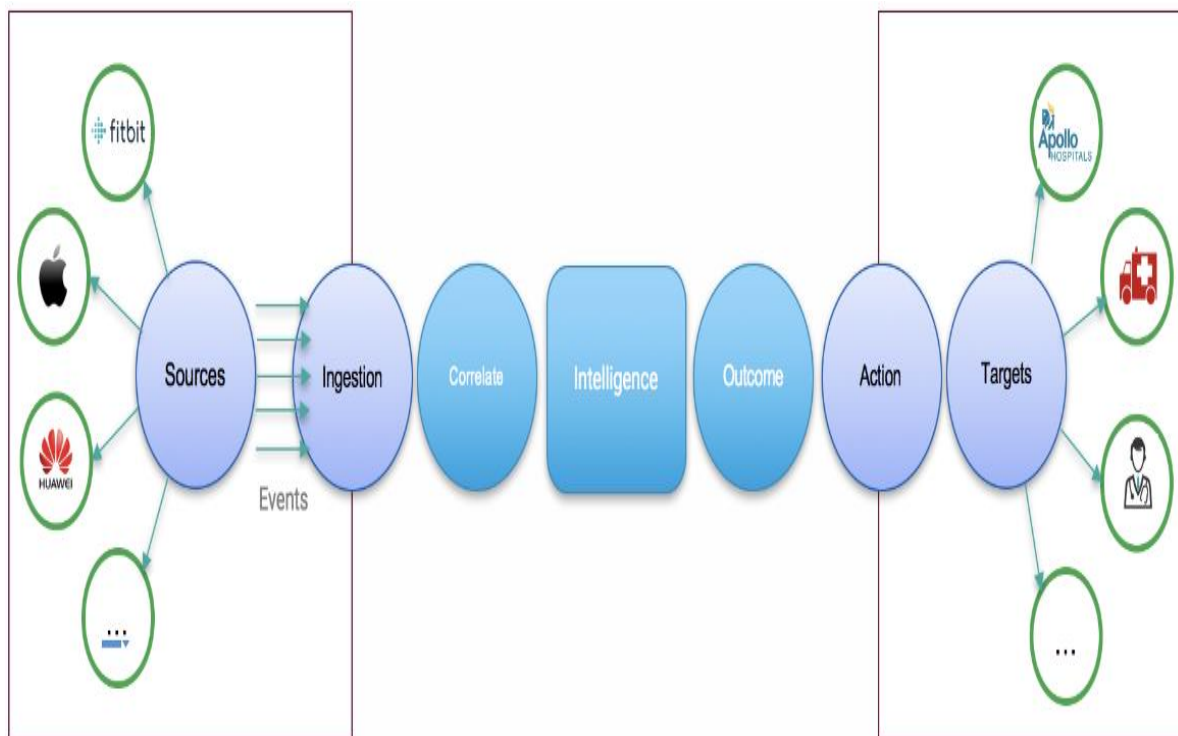 fitbit
HUAWEI
...
Sources
Events
Ingestion
Correlate
Intelligence
Outcome
Action
Targets
Apollo
HOSPITALS
...